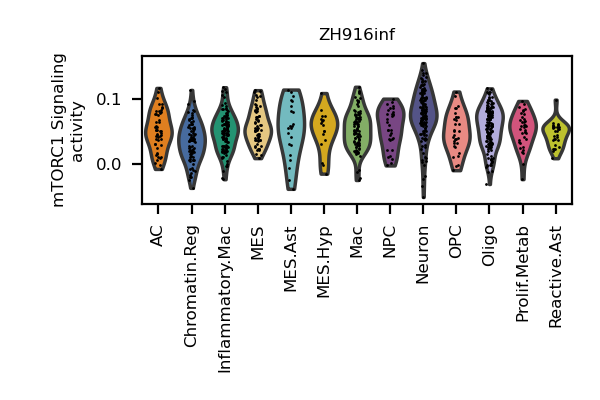 ZH916inf
mTORC1 Signaling
activity
0.1
0.0
AC
Chromatin.Reg
Inflammatory.Mac
MES
MES.Ast
MES.Hyp
Mac
NPC
Neuron
OPC
Oligo
Prolif.Metab
Reactive.Ast